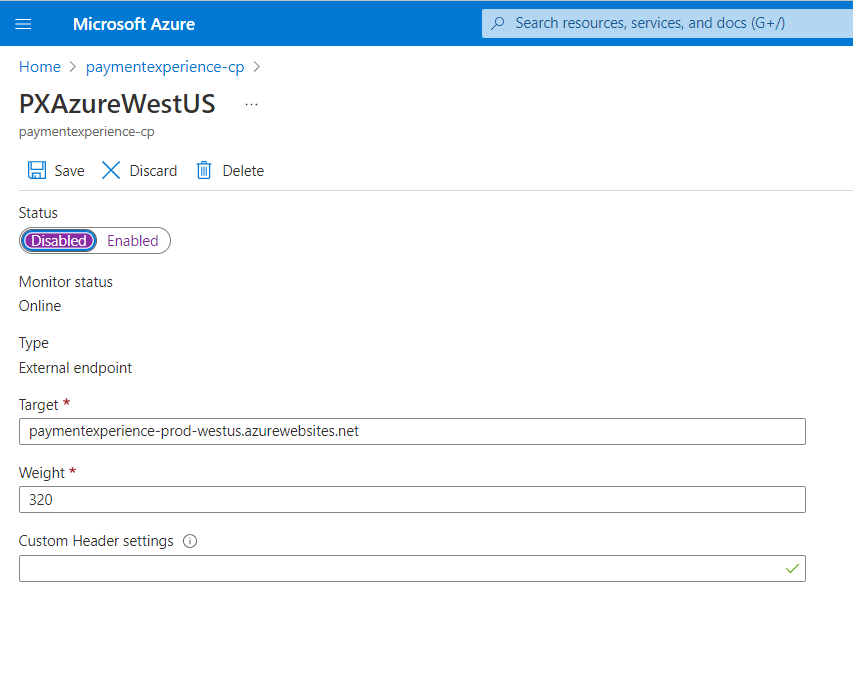 Microsoft Azure
Search resources, services, and docs (G+/)
Home > paymentexperience-cp >
PXAzureWestUS ...
paymentexperience-cp
Save Discard Delete
Status
Disabled Enabled
Monitor status
Online
Type
External endpoint
Target *
paymentexperience-prod-westus.azurewebsites.net
Weight *
320
Custom Header settings